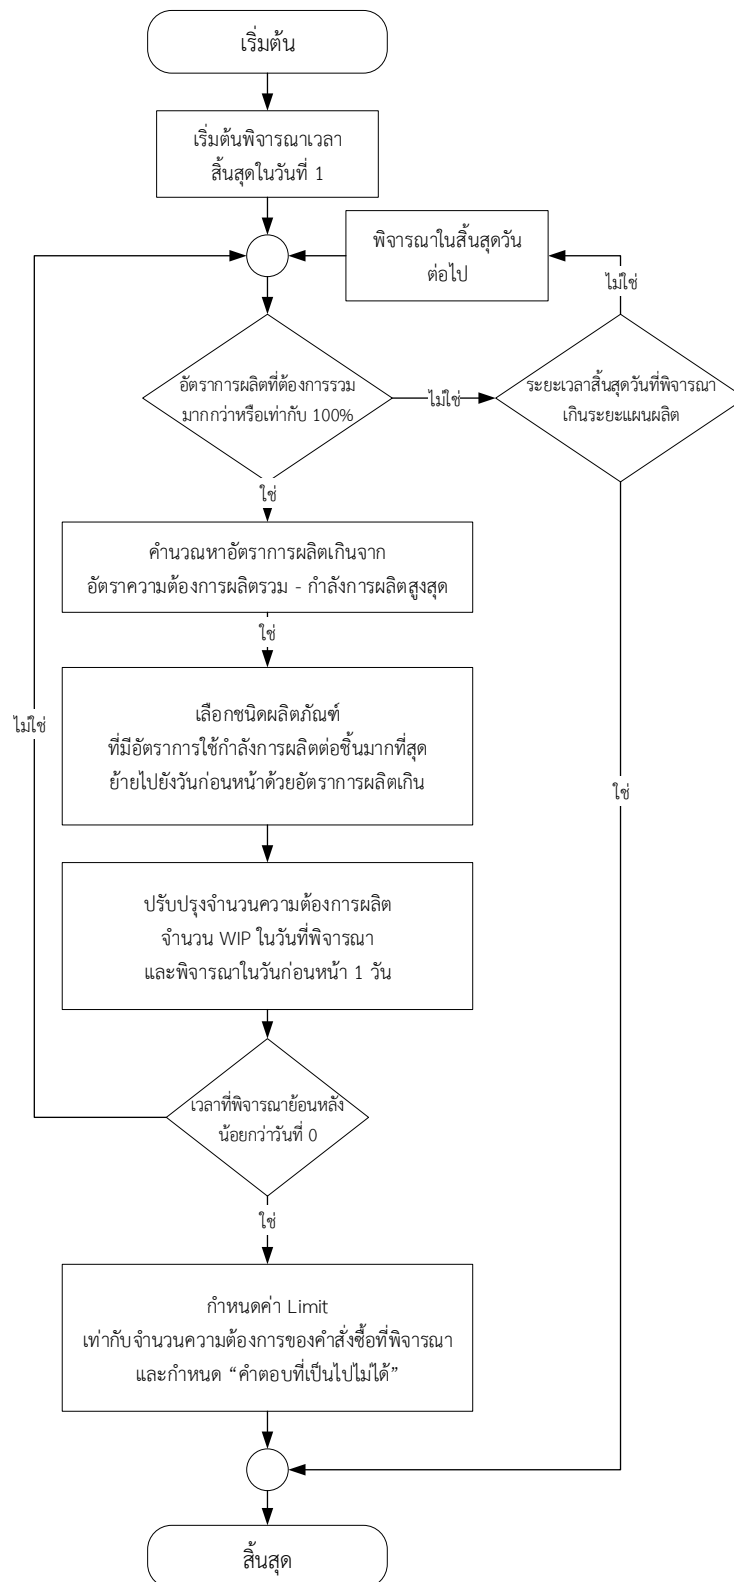 เริ่มต้น
เริ่มต้นพิจารณาเวลา
สิ้นสุดในวันที่ 1
พิจารณาในสิ้นสุดวัน
ต่อไป
ไม่ใช่
อัตราการผลิตที่ต้องการรวม
มากกว่าหรือเท่ากับ 100%
ไม่ใช่
ระยะเวลาสิ้นสุดวันที่พิจารณา
เกินระยะแผนผลิต
ใช่
คำนวณหาอัตราการผลิตเกินจาก
อัตราความต้องการผลิตรวม - กำลังการผลิตสูงสุด
ใช่
เลือกชนิดผลิตภัณฑ์
ที่มีอัตราการใช้กำลังการผลิตต่อชิ้นมากที่สุด
ย้ายไปยังวันก่อนหน้าด้วยอัตราการผลิตเกิน
ไม่ใช่
ใช่
ปรับปรุงจำนวนความต้องการผลิต
จำนวน WIP ในวันที่พิจารณา
และพิจารณาในวันก่อนหน้า 1 วัน
เวลาที่พิจารณาย้อนหลัง
น้อยกว่าวันที่ 0
ใช่
กำหนดค่า Limit
เท่ากับจำนวนความต้องการของคำสั่งซื้อที่พิจารณา
และกำหนด “คำตอบที่เป็นไปไม่ได้”
สิ้นสุด